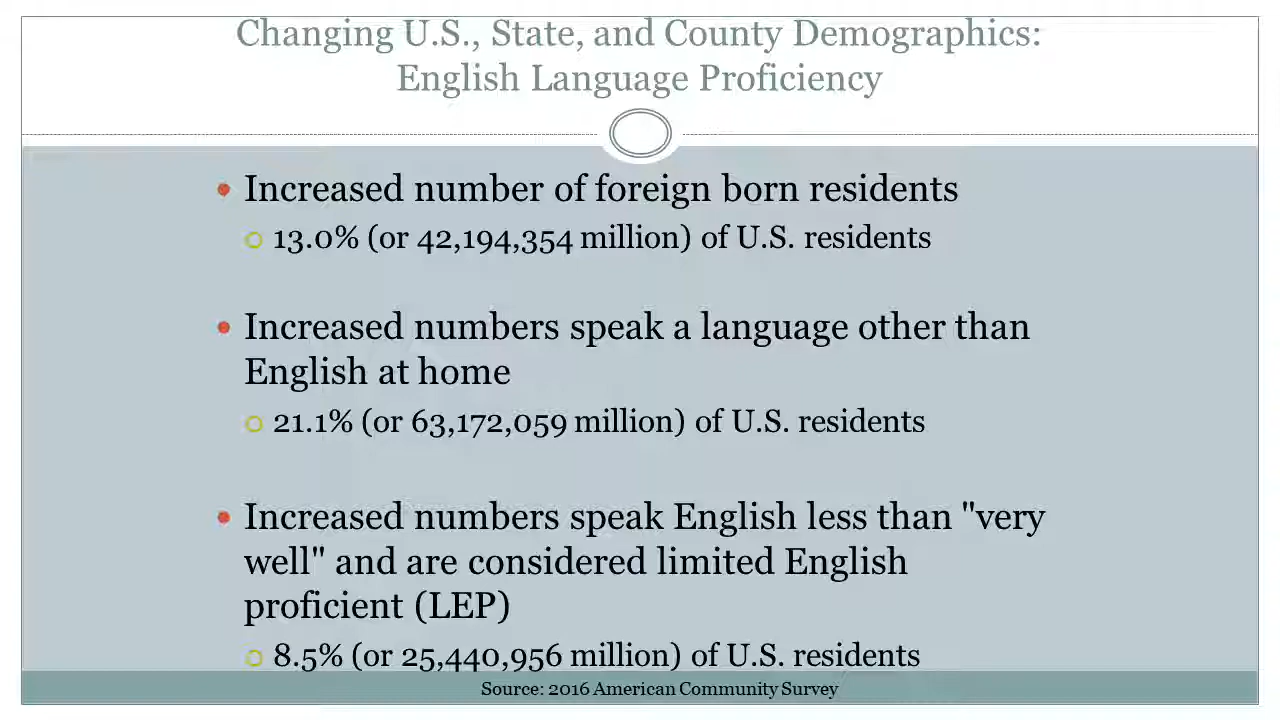 Changing U.S., State, and County Demographics:
English Language Proficiency
Increased number of foreign born residents
13.0% (or 42,194,354 million) of U.S. residents
Increased numbers speak a language other than
English at home
21.1% (or 63,172,059 million) of U.S. residents
Increased numbers speak English less than "very
well" and are considered limited English
proficient (LEP)
8.5% (or 25,440,956 million) of U.S. residents
Source: 2016 American Community Survey